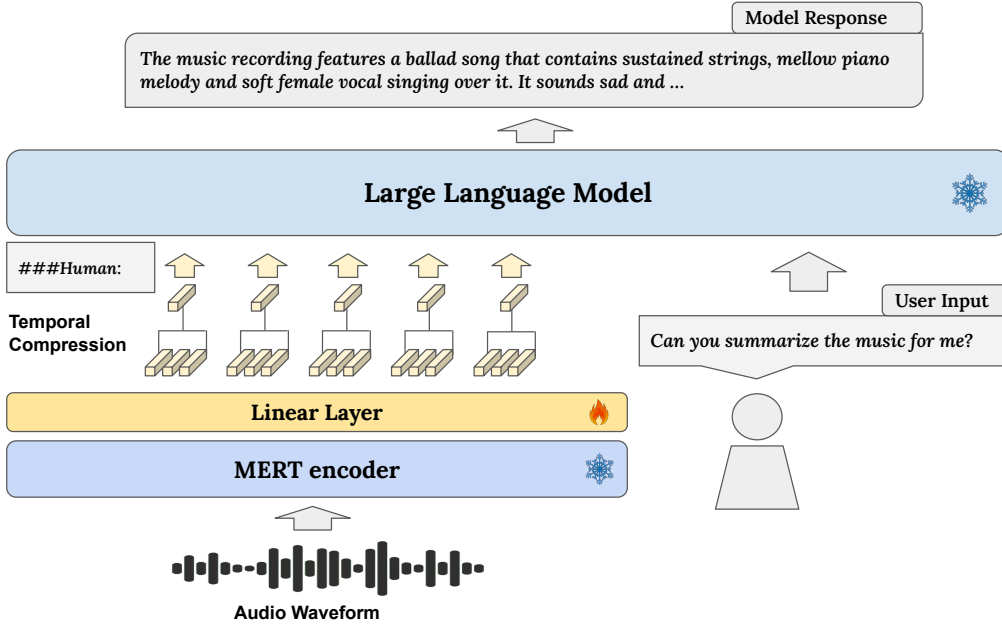 Model Response
The music recording features a ballad song that contains sustained strings, mellow piano
melody and soft female vocal singing over it. It sounds sad and ...
Large Language Model
###Human:
Temporal
Compression
User Input
Can you summarize the music for me?
Linear Layer
MERT encoder
Audio Waveform